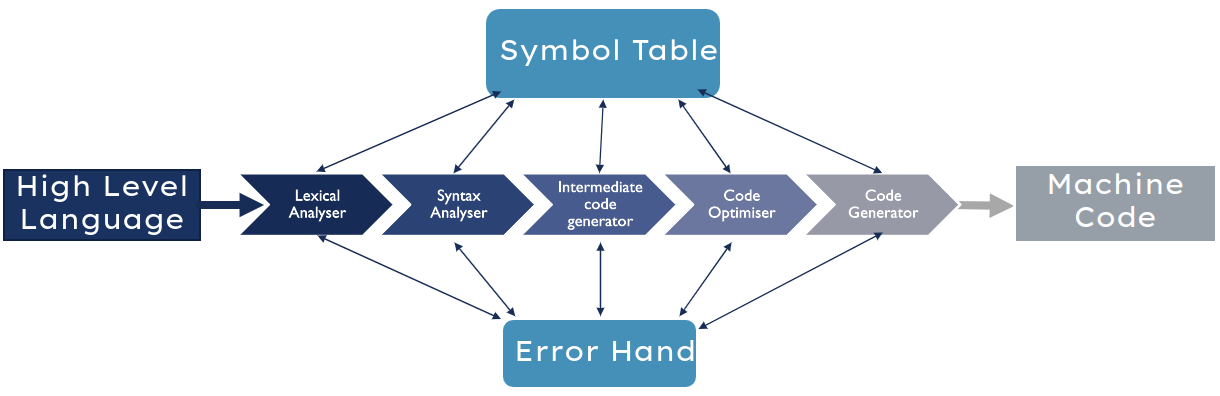 Symbol Table
High Level
Language
Lexical
Analyser
Syntax
Analyser
Intermediate
code
generator
Code
Optimiser
Code
Generator
Machine
Code
Error Hand